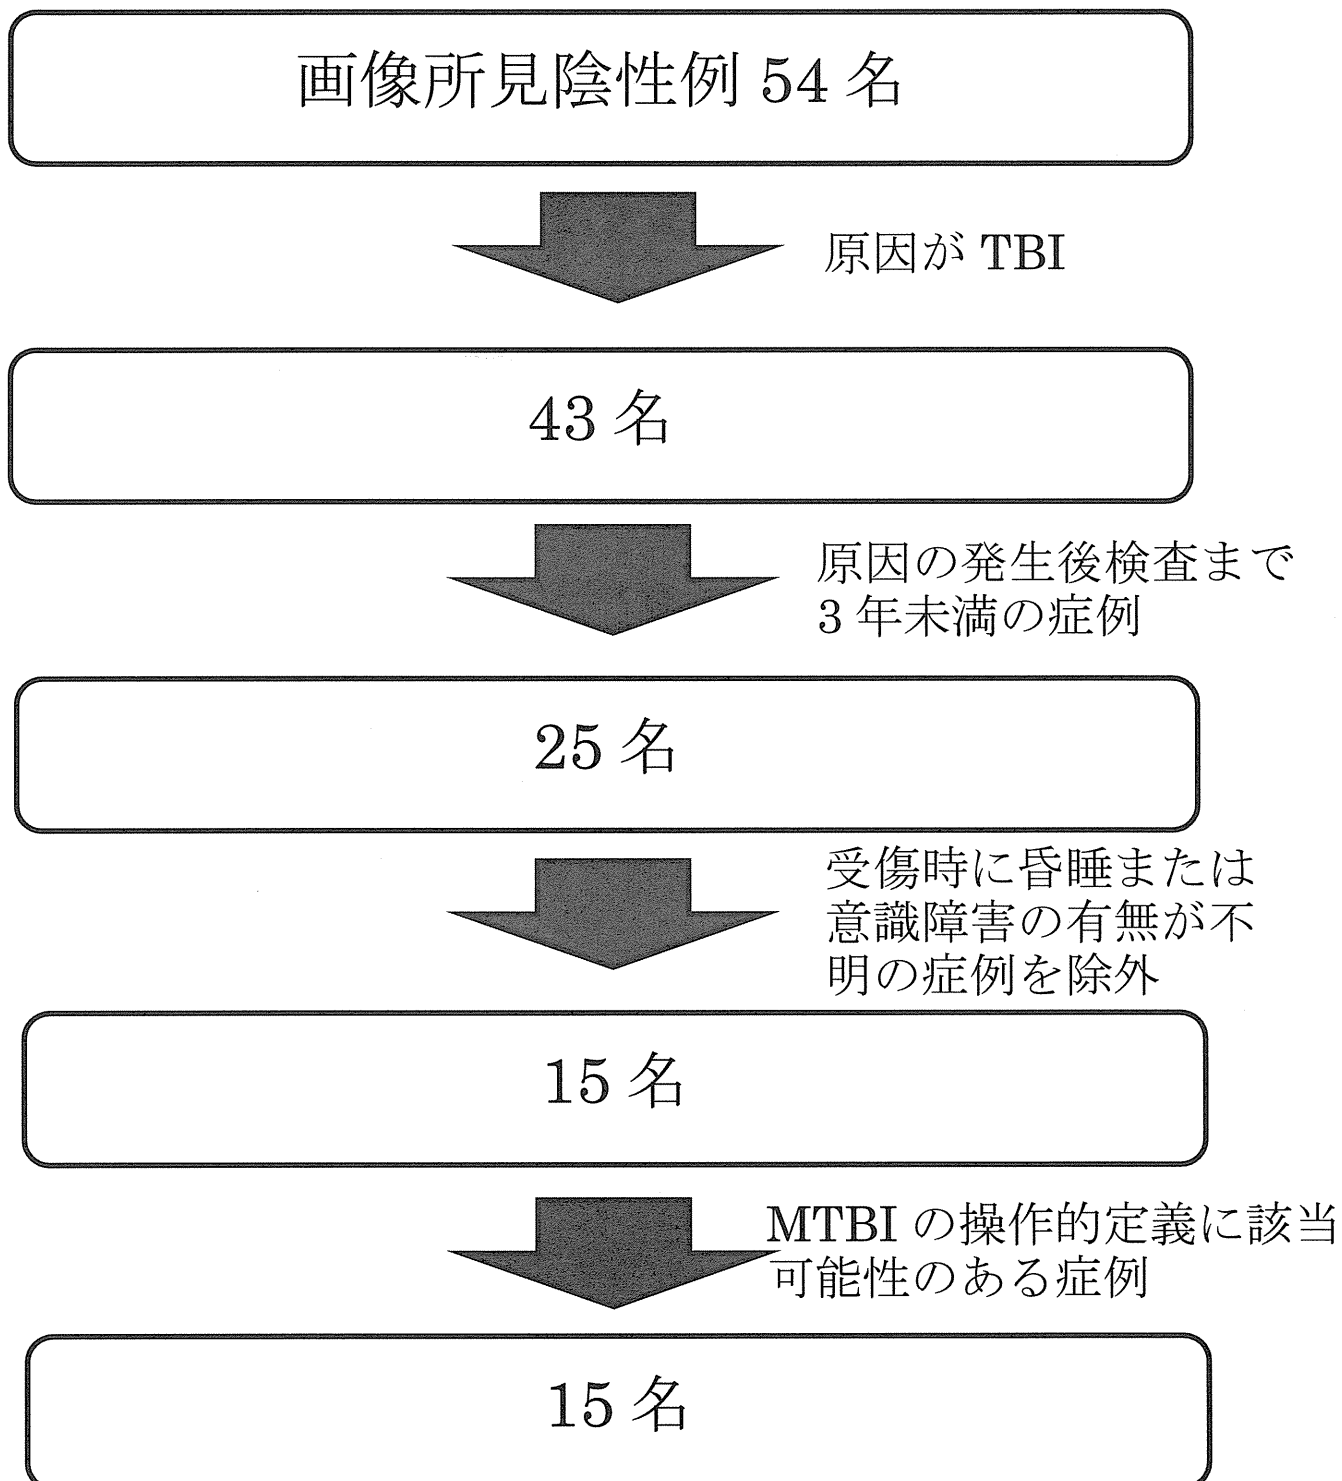 画像所見陰性例 54 名
原因が TBI
43 名
原因の発生後検査まで
3 年未満の症例
25 名
受傷時に昏睡または
意識障害の有無が不
明の症例を除外
15 名
MTBI の操作的定義に該当
可能性のある症例
15 名